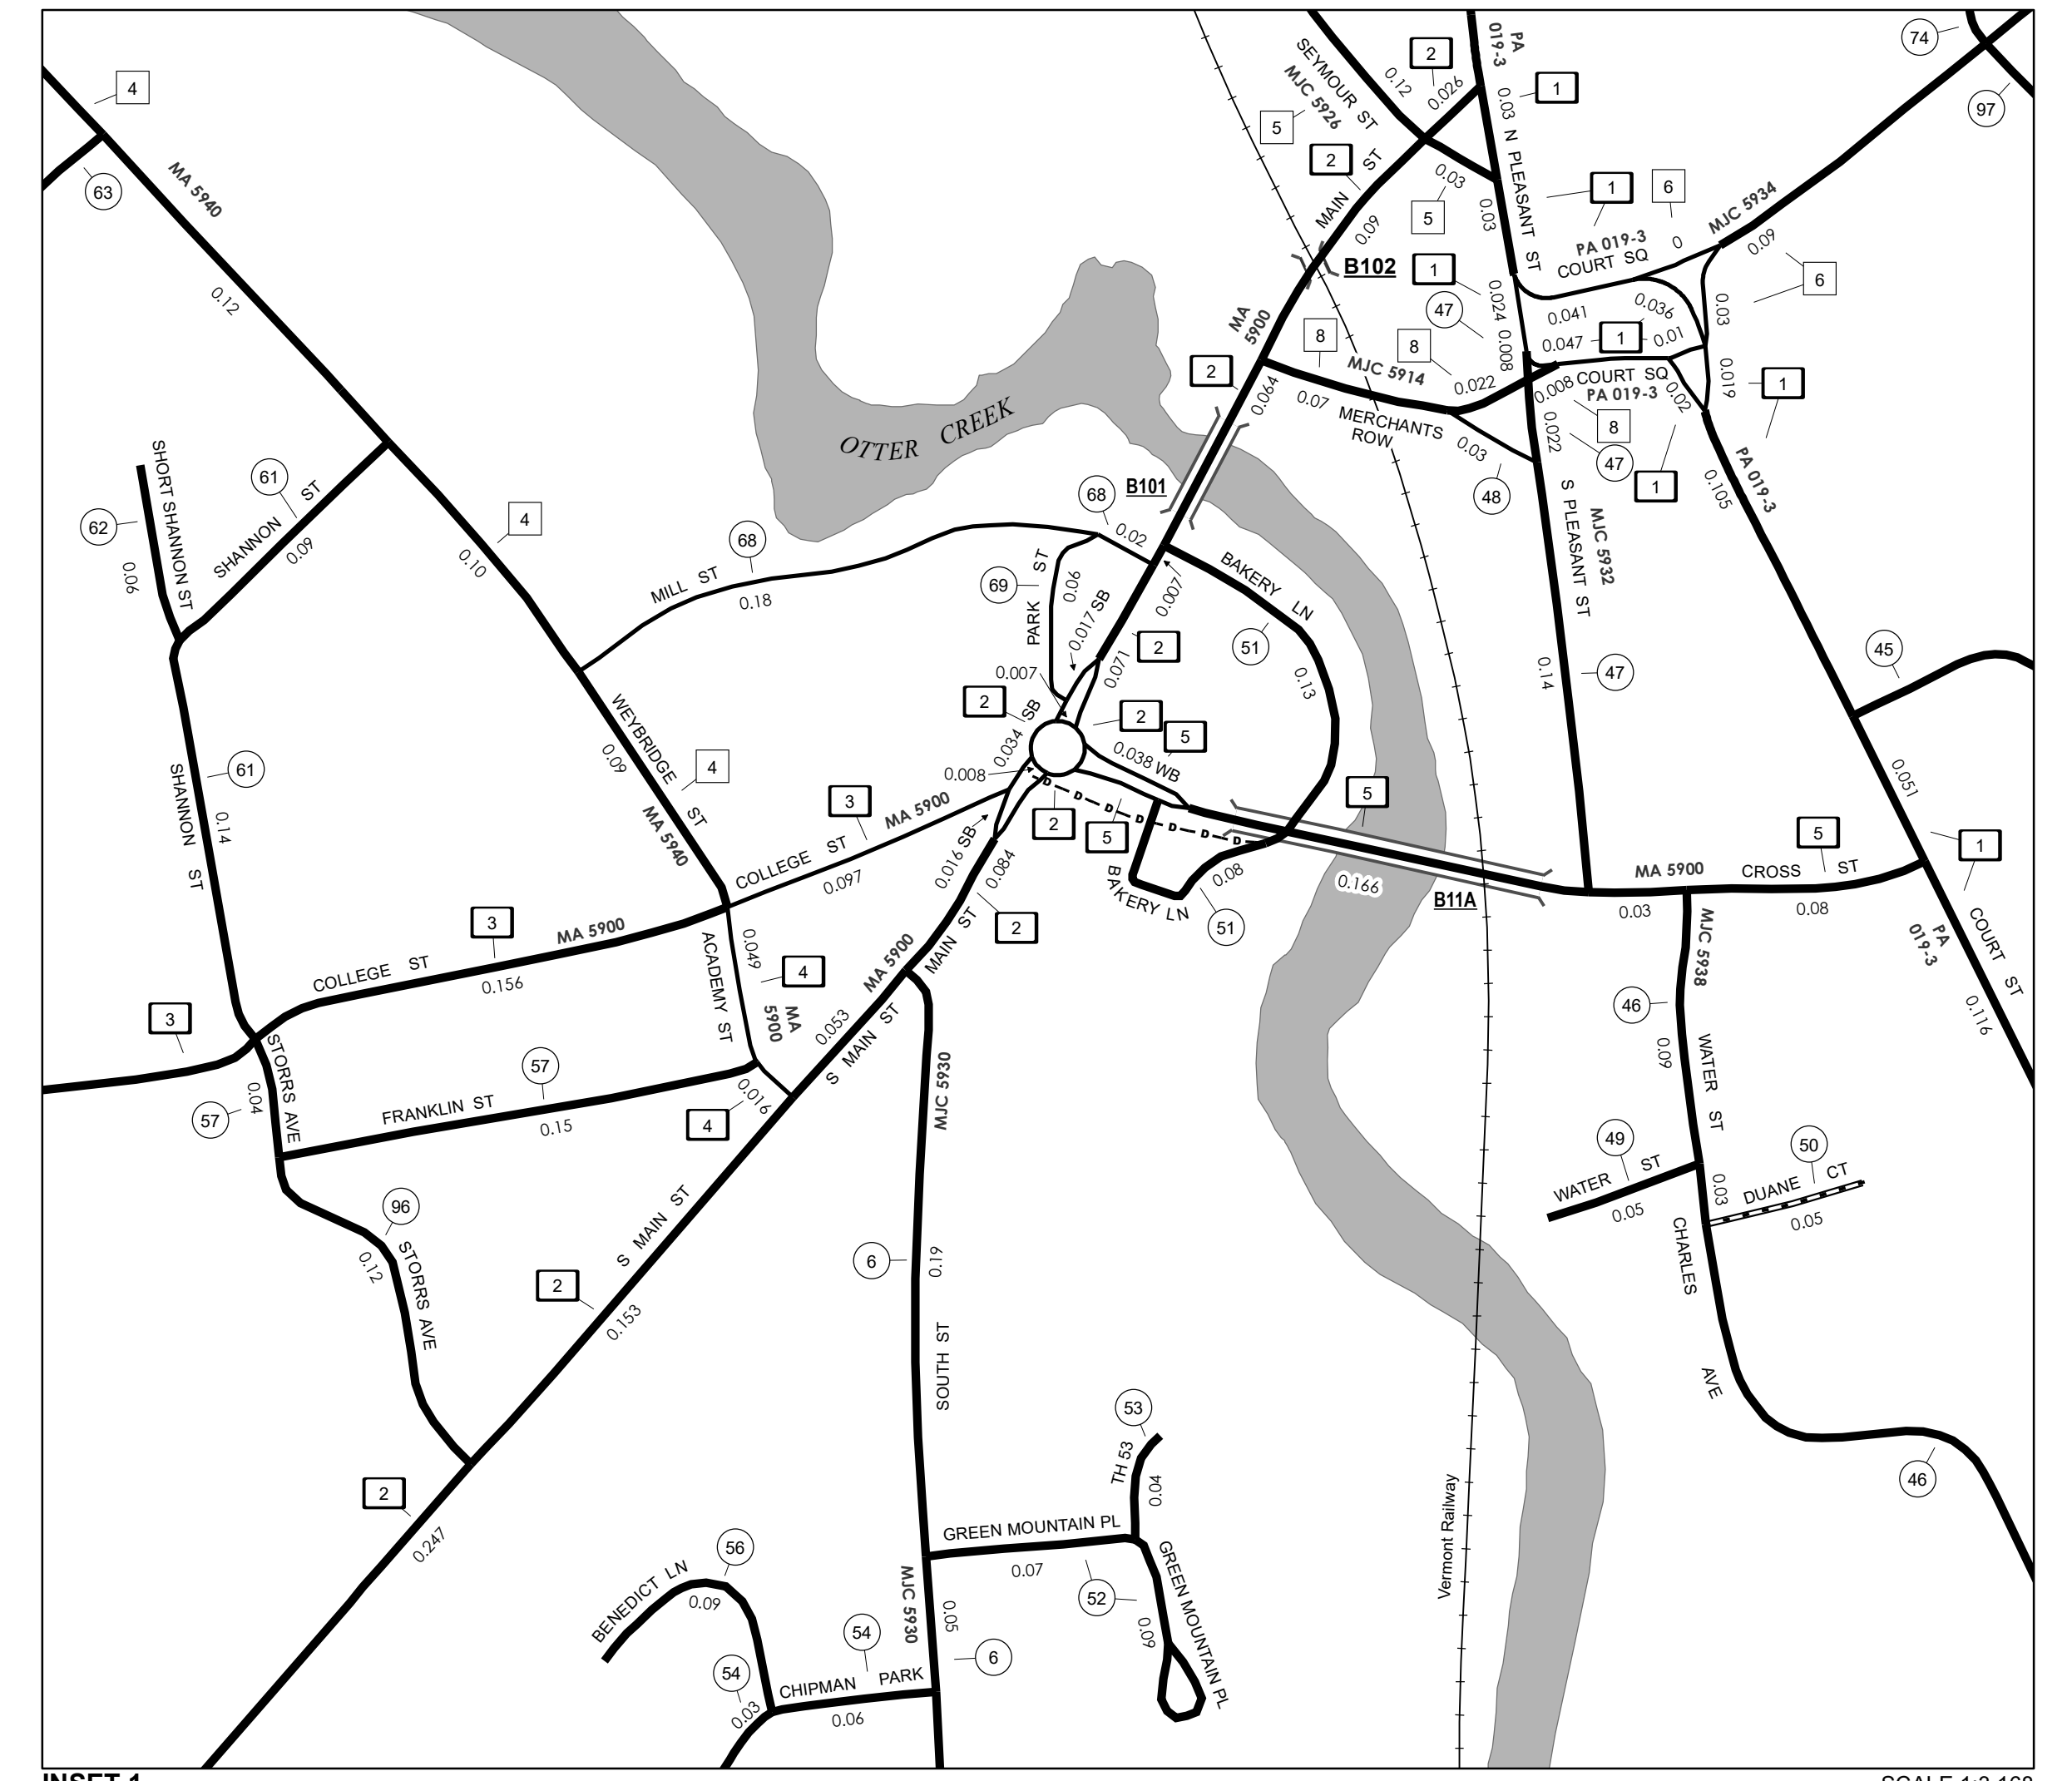 4
63
MA 5940
0.12
SHORT SHANNON ST
62
0.06
61
SHANNON ST
0.09
4
0.10
61
SHANNON ST
0.14
OTTER CREEK
68
MILL ST
0.18
68
0.02
B101
69
PARK ST
0.06
0.017 SB
0.007
0.007
2
0.071
2
0.034 SB
0.008
2
5
0.038 WB
2
5
WEYBRIDGE ST
0.09
4
MA 5940
3
COLLEGE ST
MA 5900
0.097
0.016 SB
0.084
2
MAIN ST
MA 5900
3
COLLEGE ST
MA 5900
0.156
3
ACADEMY ST
0.049
4
MA
5900
0.053
S MAIN ST
STORRS AVE
0.04
57
57
FRANKLIN ST
0.15
0.016
4
96
STORRS AVE
0.12
2
S MAIN ST
0.153
2
0.247
MJC 5930
6
0.19
SOUTH ST
MJC 5930
0.05
6
GREEN MOUNTAIN PL
0.07
52
0.09
GREEN MOUNTAIN PL
53
TH 53
0.04
56
BENEDICT LN
0.09
54
CHIPMAN PARK
0.06
54
0.03
BAKERY LN
51
0.13
BAKERY LN
0.08
51
5
0.166
B11A
SEYMOUR ST
MJC 5926
0.12
5
2
0.026
PA
019-3
1
0.03
N PLEASANT ST
2
MAIN ST
0.09
0.03
5
0.03
1
6
PA 019-3
COURT SQ
0
MJC 5934
0.09
6
74
97
B102
1
0.024
47
0.008
0.041
0.036
0.03
0.047
1
0.01
MA
5900
2
0.064
8
MJC 5914
8
0.022
0.07
MERCHANTS
ROW
0.03
48
0.008
COURT SQ
PA 019-3
8
0.02
0.019
1
0.022
47
1
0.105
PA 019-3
S PLEASANT ST
MJC 5932
0.14
47
45
0.051
1
5
MA 5900
CROSS ST
0.03
0.08
PA
019-3
COURT ST
0.116
MJC 5938
46
0.09
WATER ST
49
WATER ST
0.05
50
DUANE CT
0.05
0.03
CHARLES AVE
46
Vermont Railway
INSET 1
SCALE 1:3,168